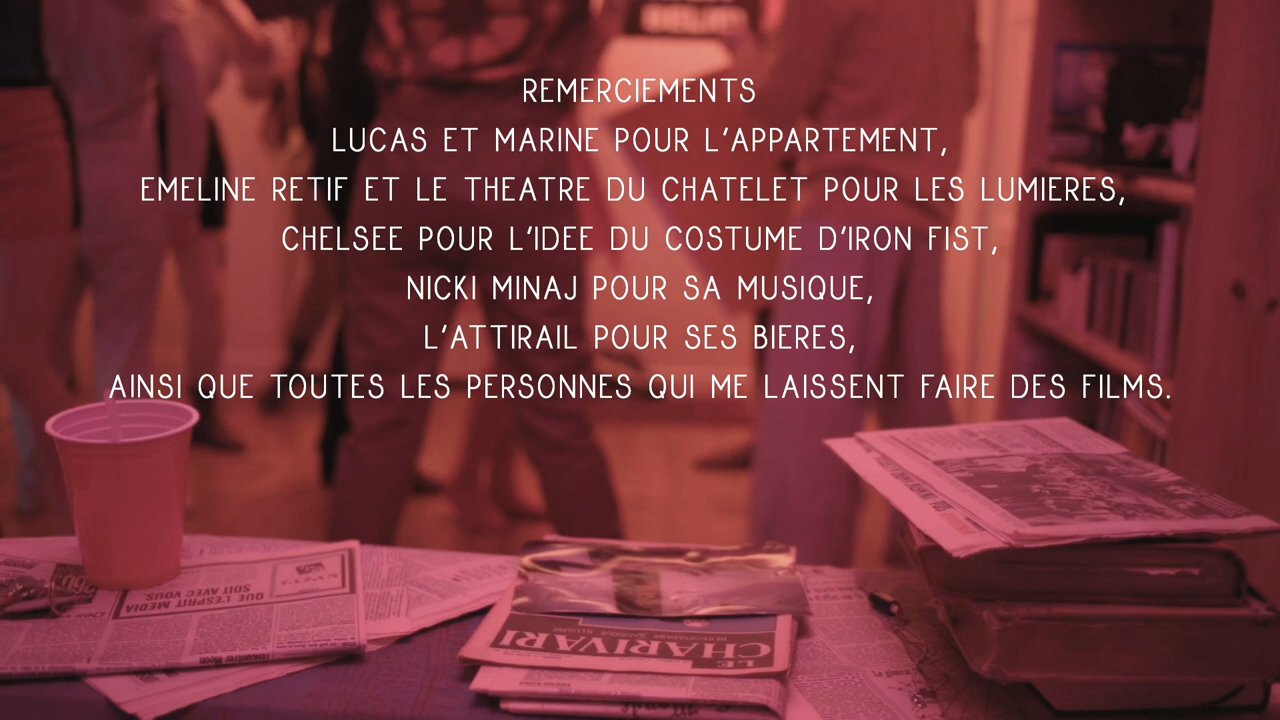 REMERCIEMENTS
LUCAS ET MARINE POUR L'APPARTEMENT,
EMELINE RETIF ET LE THEATRE DU CHATELET POUR LES LUMIERES,
CHELSEE POUR L'IDEE DU COSTUME D'IRON FIST,
NICKI MINAJ POUR SA MUSIQUE,
L'ATTIRAIL POUR SES BIERES,
AINSI QUE TOUTES LES PERSONNES QUI ME LAISSENT FAIRE DES FILMS.
QUE L'ESPRIT MEDIA
SOIT AVEC VOUS.
LE
CHARIVARI